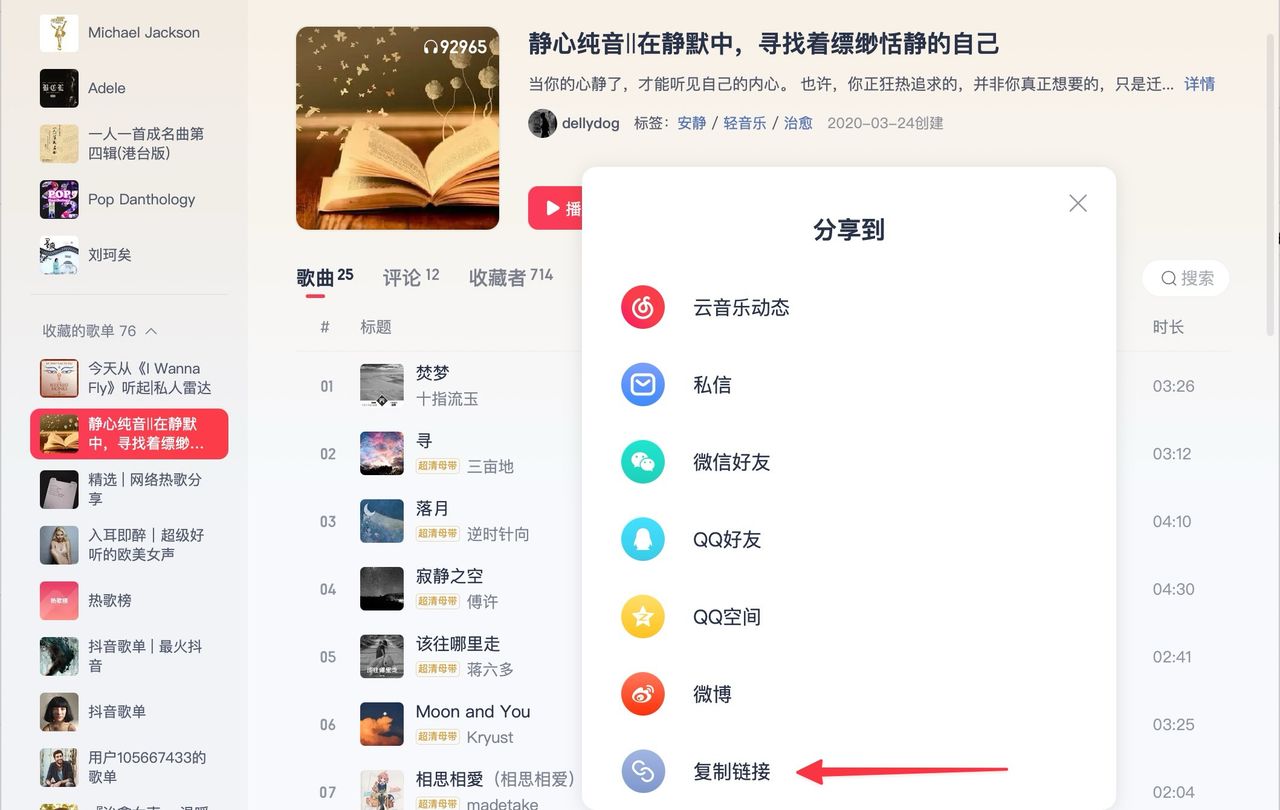 Michael Jackson
Adele
一人一首成名曲第
四辑(港台版)
Pop Danthology
刘珂矣
收藏的歌单 76
今天从《I Wanna
Fly》听起|私人雷达
静心纯音||在静默
中，寻找着缥缈...
精选 | 网络热歌分
享
入耳即醉｜超级好
听的欧美女声
热歌榜
抖音歌单 | 最火抖
音
抖音歌单
用户105667433的
歌单
92965
静心纯音||在静默中，寻找着缥缈恬静的自己
当你的心静了，才能听见自己的内心。 也许，你正狂热追求的，并非你真正想要的，只是迁... 详情
dellydog 标签：安静 / 轻音乐 / 治愈 2020-03-24创建
播
歌曲 25 评论 12 收藏者 714
搜索
# 标题 时长
01 焚梦 03:26
十指流玉
02 寻 03:12
超清母带 三亩地
03 落月 04:10
超清母带 逆时针向
04 寂静之空 04:30
超清母带 傅许
05 该往哪里走 02:41
超清母带 蒋六多
06 Moon and You 03:25
超清母带 Kryust
07 相思相愛（相思相爱） 02:04
超清母带 madetake
分享到
云音乐动态
私信
微信好友
QQ好友
QQ空间
微博
复制链接